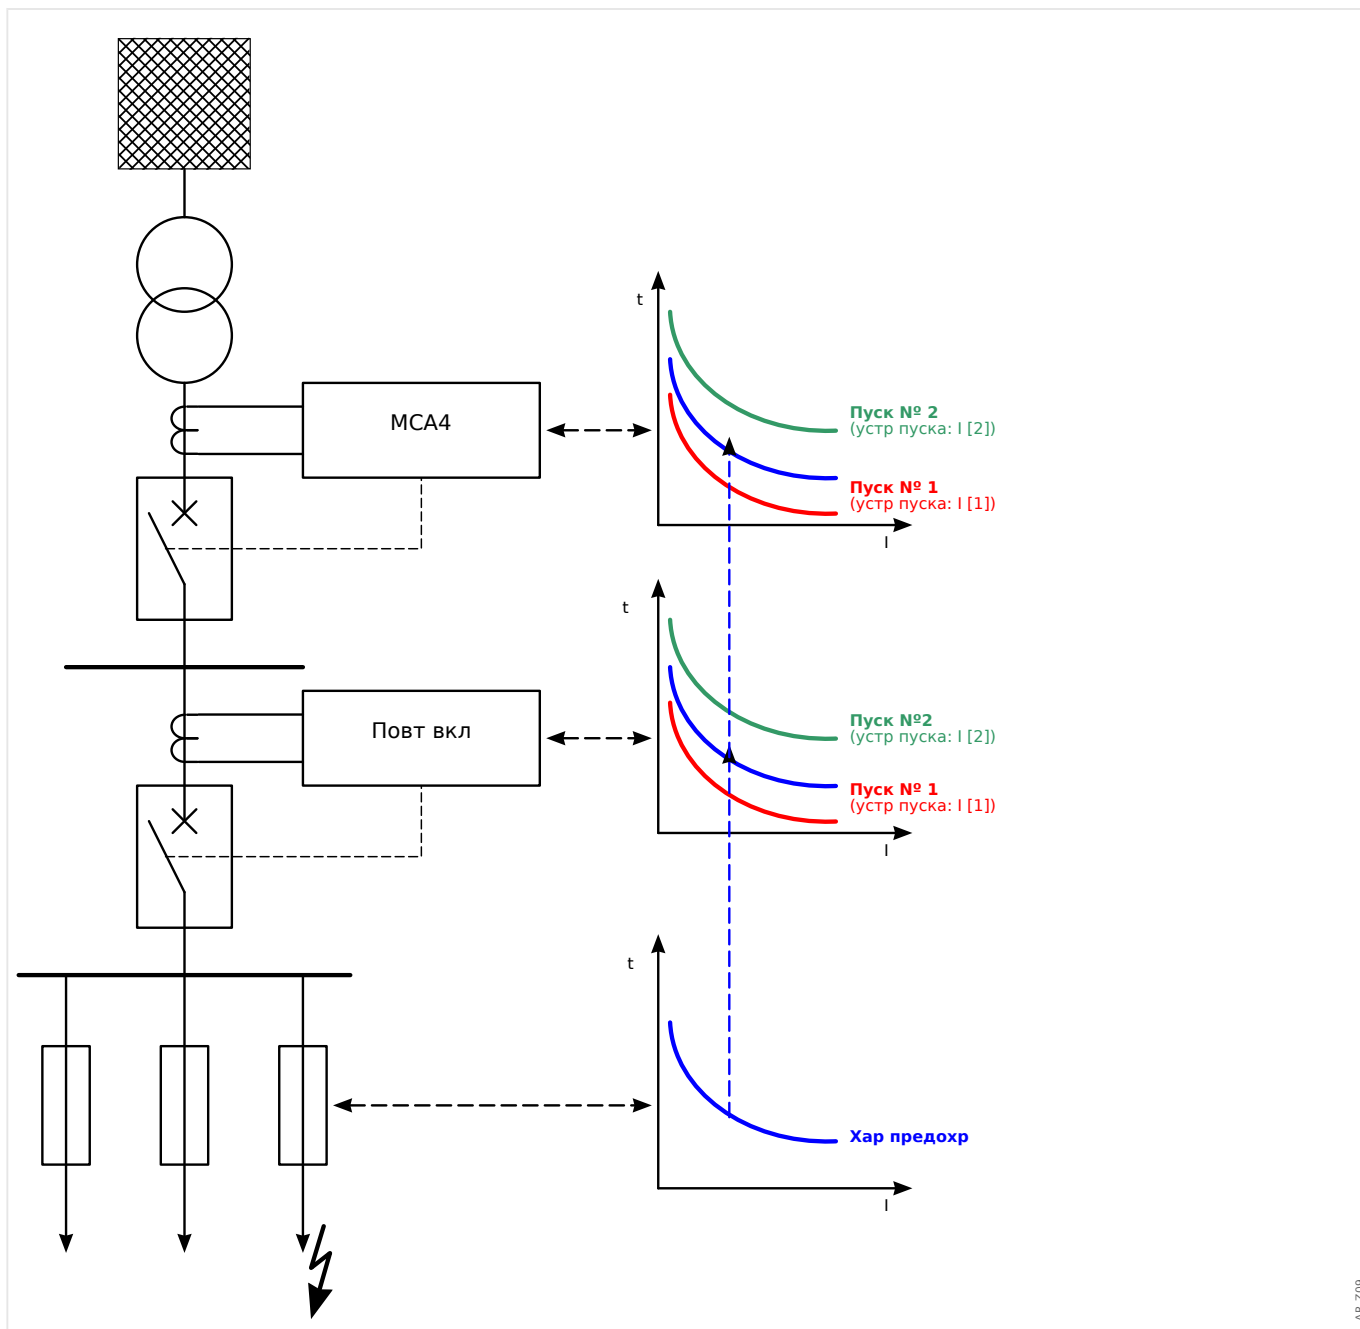 t
MCA4
Пуск № 2
(устр пуска: I [2])
Пуск № 1
(устр пуска: I [1])
I
t
Повт вкл
Пуск №2
(устр пуска: I [2])
Пуск № 1
(устр пуска: I [1])
I
t
Хар предохр
I